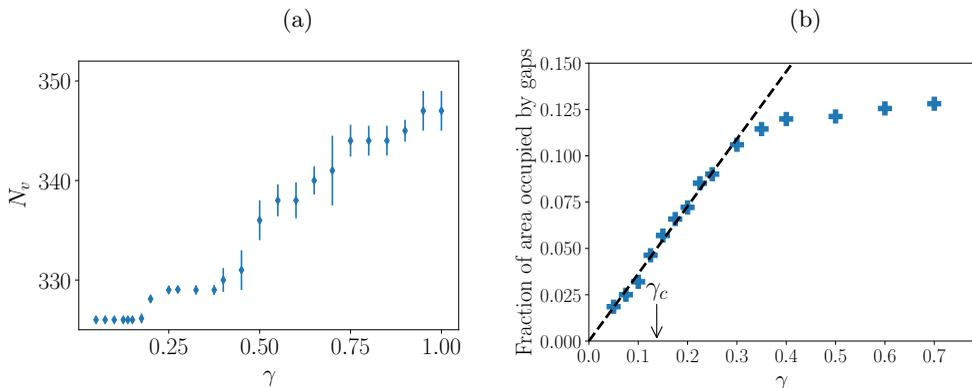 (a)
350
340
330
N_v
0.25 0.50 0.75 1.00
γ
(b)
0.150
0.125
0.100
0.075
0.050
0.025
0.000
Fraction of area occupied by gaps
γ_c
0.0 0.1 0.2 0.3 0.4 0.5 0.6 0.7
γ